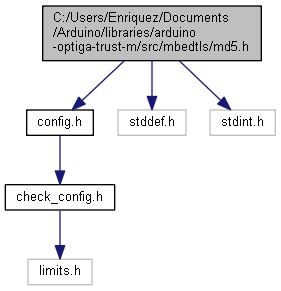 C:/Users/Enriquez/Documents
/Arduino/libraries/arduino
-optiga-trust-m/src/mbedtls/md5.h
config.h
stddef.h
stdint.h
check_config.h
limits.h